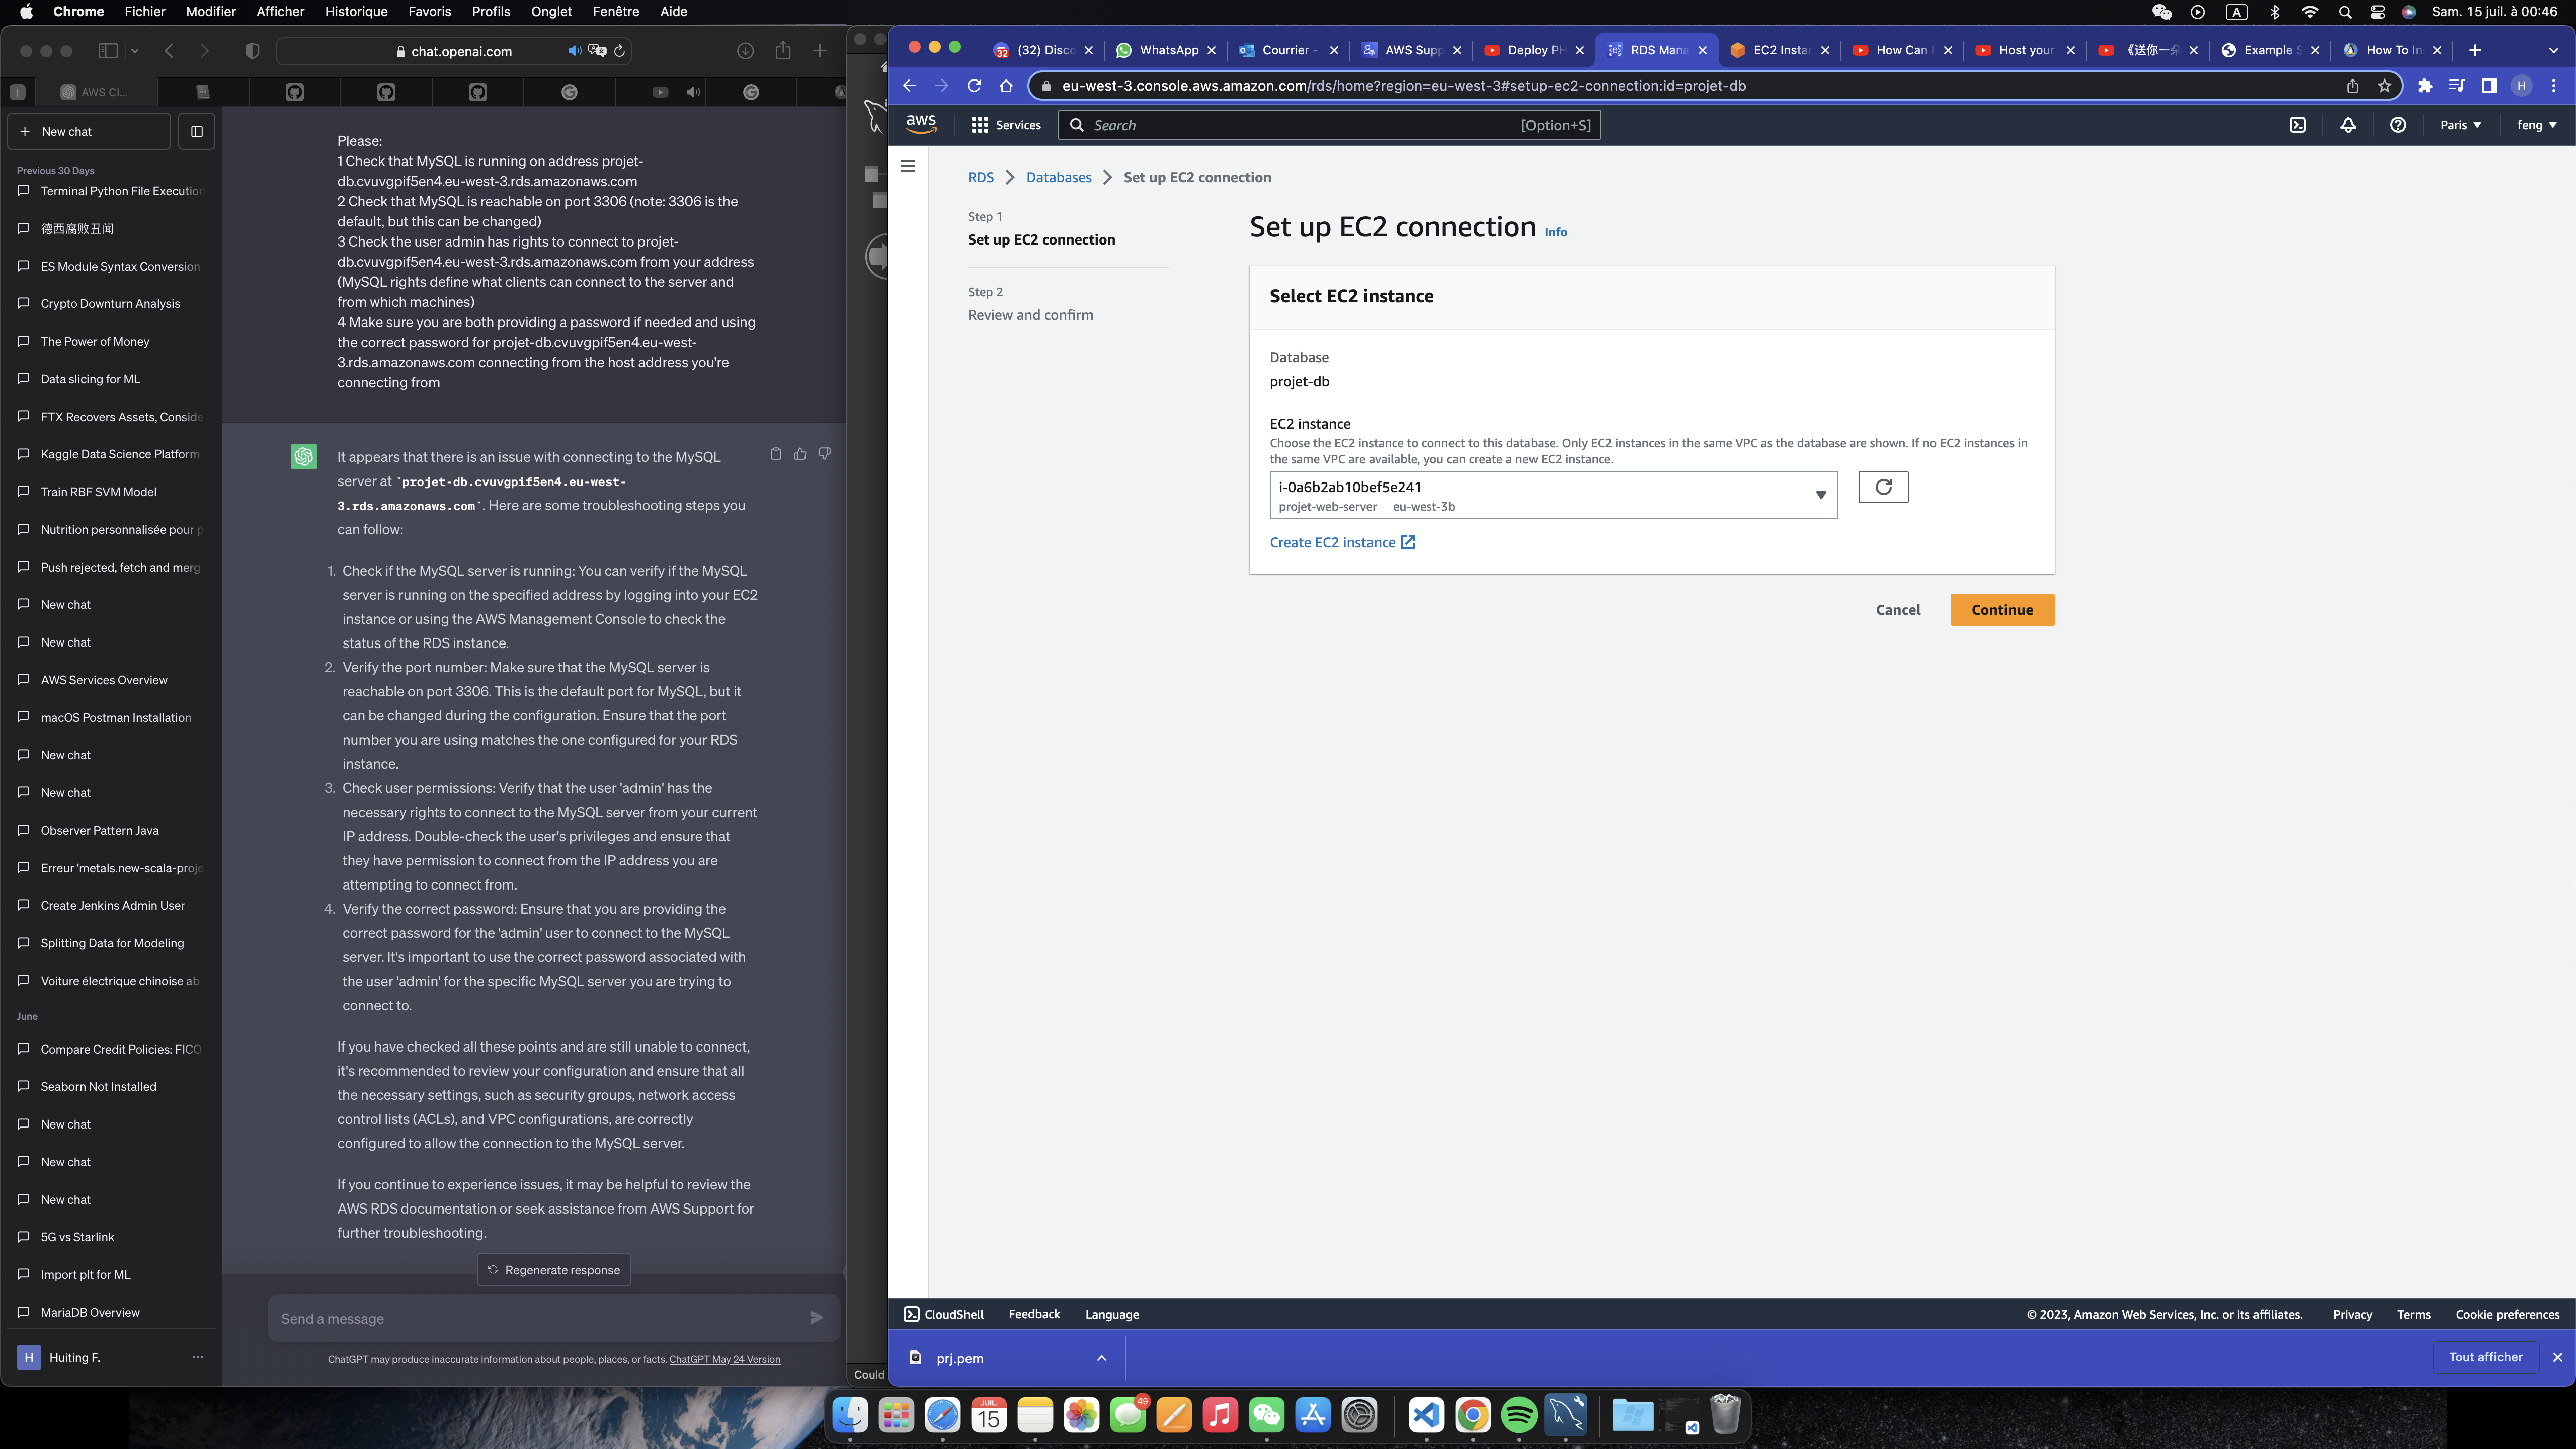 Chrome Fichier Modifier Afficher Historique Favoris Profils Onglet Fenêtre Aide
A
Sam. 15 juil. à 00:46
chat.openai.com
AWS Cl...
New chat
Previous 30 Days
Terminal Python File Execution
德西腐败丑闻
ES Module Syntax Conversion
Crypto Downturn Analysis
The Power of Money
Data slicing for ML
FTX Recovers Assets, Conside
Kaggle Data Science Platform
Train RBF SVM Model
Nutrition personnalisée pour p
Push rejected, fetch and merg
New chat
New chat
AWS Services Overview
macOS Postman Installation
New chat
New chat
Observer Pattern Java
Erreur 'metals.new-scala-proje
Create Jenkins Admin User
Splitting Data for Modeling
Voiture électrique chinoise ab
June
Compare Credit Policies: FICO
Seaborn Not Installed
New chat
New chat
New chat
5G vs Starlink
Import plt for ML
MariaDB Overview
H Huiting F.
Please:
1 Check that MySQL is running on address projet-
db.cvuvgpif5en4.eu-west-3.rds.amazonaws.com
2 Check that MySQL is reachable on port 3306 (note: 3306 is the
default, but this can be changed)
3 Check the user admin has rights to connect to projet-
db.cvuvgpif5en4.eu-west-3.rds.amazonaws.com from your address
(MySQL rights define what clients can connect to the server and
from which machines)
4 Make sure you are both providing a password if needed and using
the correct password for projet-db.cvuvgpif5en4.eu-west-
3.rds.amazonaws.com connecting from the host address you're
connecting from
It appears that there is an issue with connecting to the MySQL
server at `projet-db.cvuvgpif5en4.eu-west-
3.rds.amazonaws.com`. Here are some troubleshooting steps you
can follow:
1. Check if the MySQL server is running: You can verify if the MySQL
server is running on the specified address by logging into your EC2
instance or using the AWS Management Console to check the
status of the RDS instance.
2. Verify the port number: Make sure that the MySQL server is
reachable on port 3306. This is the default port for MySQL, but it
can be changed during the configuration. Ensure that the port
number you are using matches the one configured for your RDS
instance.
3. Check user permissions: Verify that the user 'admin' has the
necessary rights to connect to the MySQL server from your current
IP address. Double-check the user's privileges and ensure that
they have permission to connect from the IP address you are
attempting to connect from.
4. Verify the correct password: Ensure that you are providing the
correct password for the 'admin' user to connect to the MySQL
server. It's important to use the correct password associated with
the user 'admin' for the specific MySQL server you are trying to
connect to.
If you have checked all these points and are still unable to connect,
it's recommended to review your configuration and ensure that all
the necessary settings, such as security groups, network access
control lists (ACLs), and VPC configurations, are correctly
configured to allow the connection to the MySQL server.
If you continue to experience issues, it may be helpful to review the
AWS RDS documentation or seek assistance from AWS Support for
further troubleshooting.
Regenerate response
Send a message
ChatGPT may produce inaccurate information about people, places, or facts. ChatGPT May 24 Version
Could
(32) Disco WhatsApp Courrier - AWS Supp Deploy PH RDS Mana EC2 Instan How Can Host your 《送你一朵 Example S How To In
eu-west-3.console.aws.amazon.com/rds/home?region=eu-west-3#setup-ec2-connection:id=projet-db
H
aws Services Search [Option+S] Paris feng
RDS Databases Set up EC2 connection
Step 1
Set up EC2 connection
Step 2
Review and confirm
Set up EC2 connection Info
Select EC2 instance
Database
projet-db
EC2 instance
Choose the EC2 instance to connect to this database. Only EC2 instances in the same VPC as the database are shown. If no EC2 instances in
the same VPC are available, you can create a new EC2 instance.
i-0a6b2ab10bef5e241
projet-web-server eu-west-3b
Create EC2 instance
Cancel Continue
CloudShell Feedback Language
© 2023, Amazon Web Services, Inc. or its affiliates. Privacy Terms Cookie preferences
prj.pem
Tout afficher
JUIL.
15
49